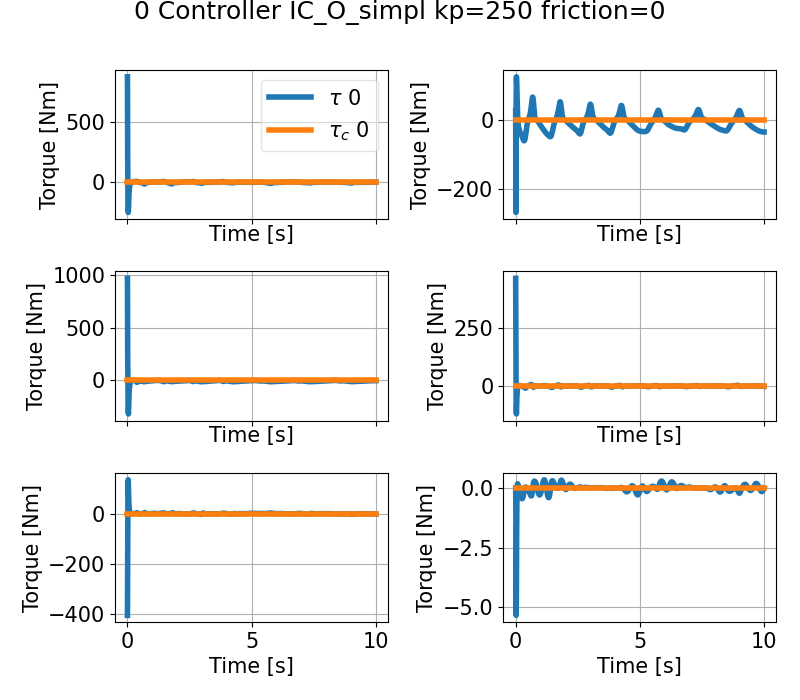 0 Controller IC_O_simpl kp=250 friction=0
Torque [Nm]
500
0
τ 0
τ_c 0
Time [s]
Torque [Nm]
0
−200
Time [s]
Torque [Nm]
1000
500
0
Time [s]
Torque [Nm]
250
0
Time [s]
Torque [Nm]
0
−200
−400
0 5 10
Time [s]
Torque [Nm]
0.0
−2.5
−5.0
0 5 10
Time [s]